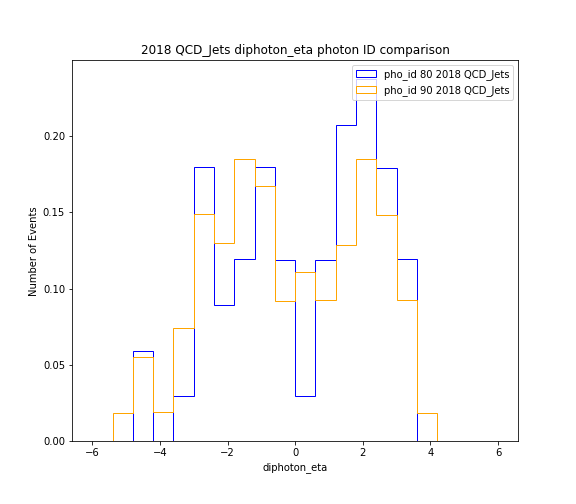 2018 QCD_Jets diphoton_eta photon ID comparison
pho_id 80 2018 QCD_Jets
pho_id 90 2018 QCD_Jets
Number of Events
0.20
0.15
0.10
0.05
0.00
−6 −4 −2 0 2 4 6
diphoton_eta